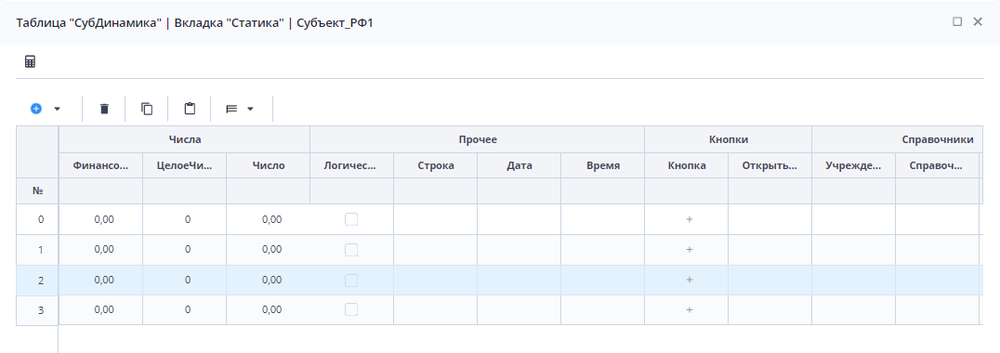 Таблица "СубДинамика" | Вкладка "Статика" | Субъект_РФ1
Числа Прочее Кнопки Справочники
Финансо... ЦелоеЧи... Число Логичес... Строка Дата Время Кнопка Открыть... Учрежде... Справоч...
№
0 0,00 0 0,00 +
1 0,00 0 0,00 +
2 0,00 0 0,00 +
3 0,00 0 0,00 +